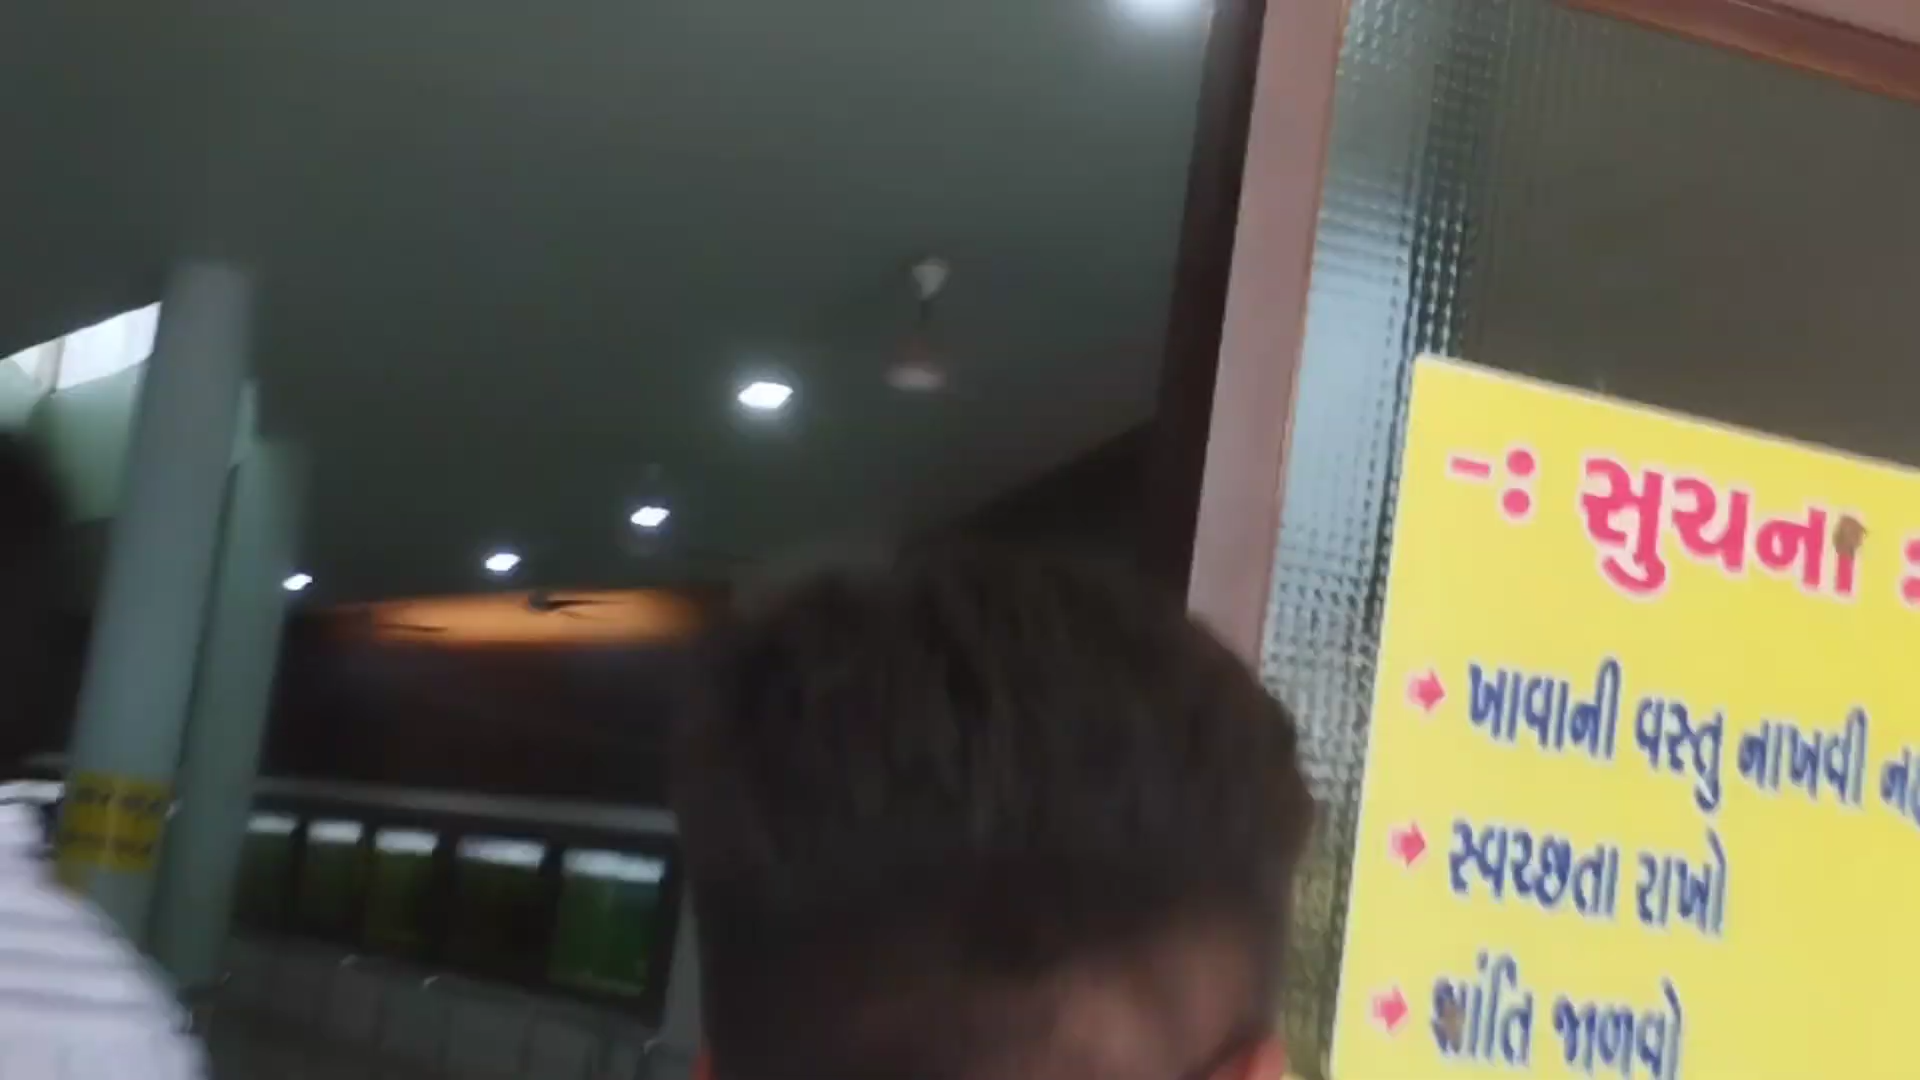 -: સુચના :
ખાવાની વસ્તુ નાખવી
સ્વચ્છતા રાખો
શાંતિ જાળવો